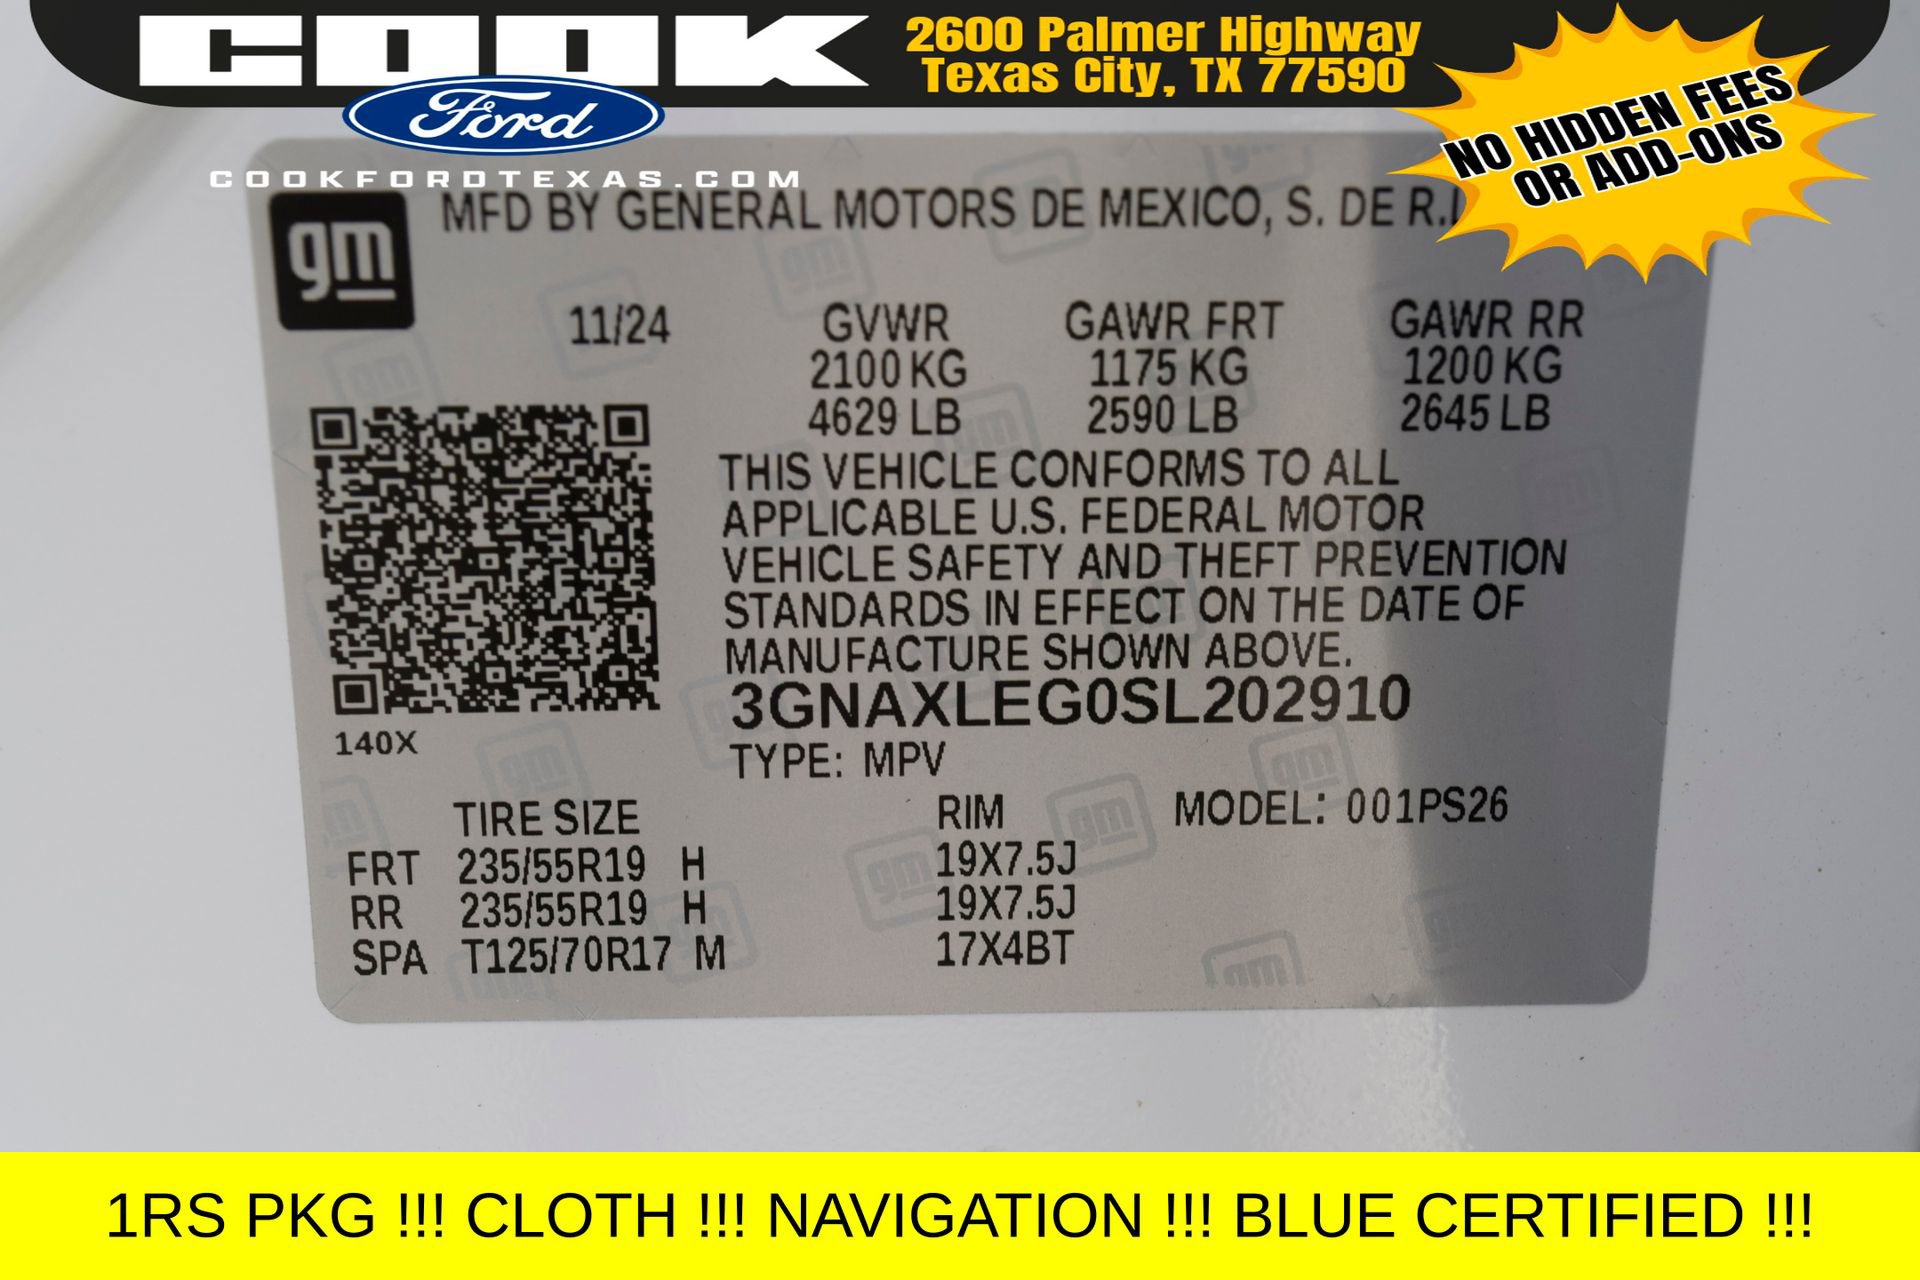 COOK
Ford
COOKFORDTEXAS.COM
2600 Palmer Highway
Texas City, TX 77590
NO HIDDEN FEES
OR ADD-ONS
gm
MFD BY GENERAL MOTORS DE MEXICO, S. DE R.L
11/24
GVWR GAWR FRT GAWR RR
2100 KG 1175 KG 1200 KG
4629 LB 2590 LB 2645 LB
THIS VEHICLE CONFORMS TO ALL
APPLICABLE U.S. FEDERAL MOTOR
VEHICLE SAFETY AND THEFT PREVENTION
STANDARDS IN EFFECT ON THE DATE OF
MANUFACTURE SHOWN ABOVE.
3GNAXLEG0SL202910
140X
TYPE: MPV
TIRE SIZE RIM MODEL: 001PS26
FRT 235/55R19 H 19X7.5J
RR 235/55R19 H 19X7.5J
SPA T125/70R17 M 17X4BT
1RS PKG !!! CLOTH !!! NAVIGATION !!! BLUE CERTIFIED !!!